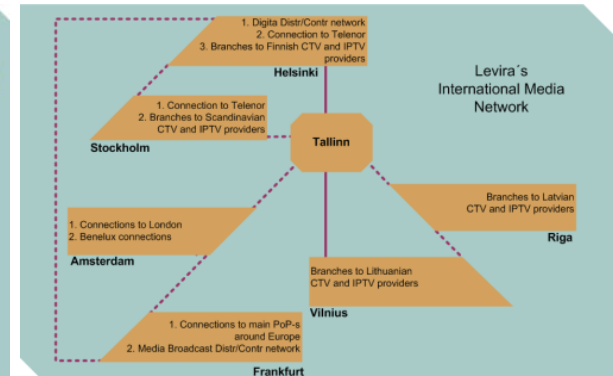 1. Digita Distr/Contr network
2. Connection to Telenor
3. Branches to Finnish CTV and IPTV
providers
Helsinki
Levira´s
International Media
Network
1. Connection to Telenor
2. Branches to Scandinavian
CTV and IPTV providers
Stockholm
Tallinn
Branches to Latvian
CTV and IPTV providers
Riga
1. Connections to London
2. Benelux connections
Amsterdam
Branches to Lithuanian
CTV and IPTV providers
Vilnius
1. Connections to main PoP-s
around Europe
2. Media Broadcast Distr/Contr network
Frankfurt